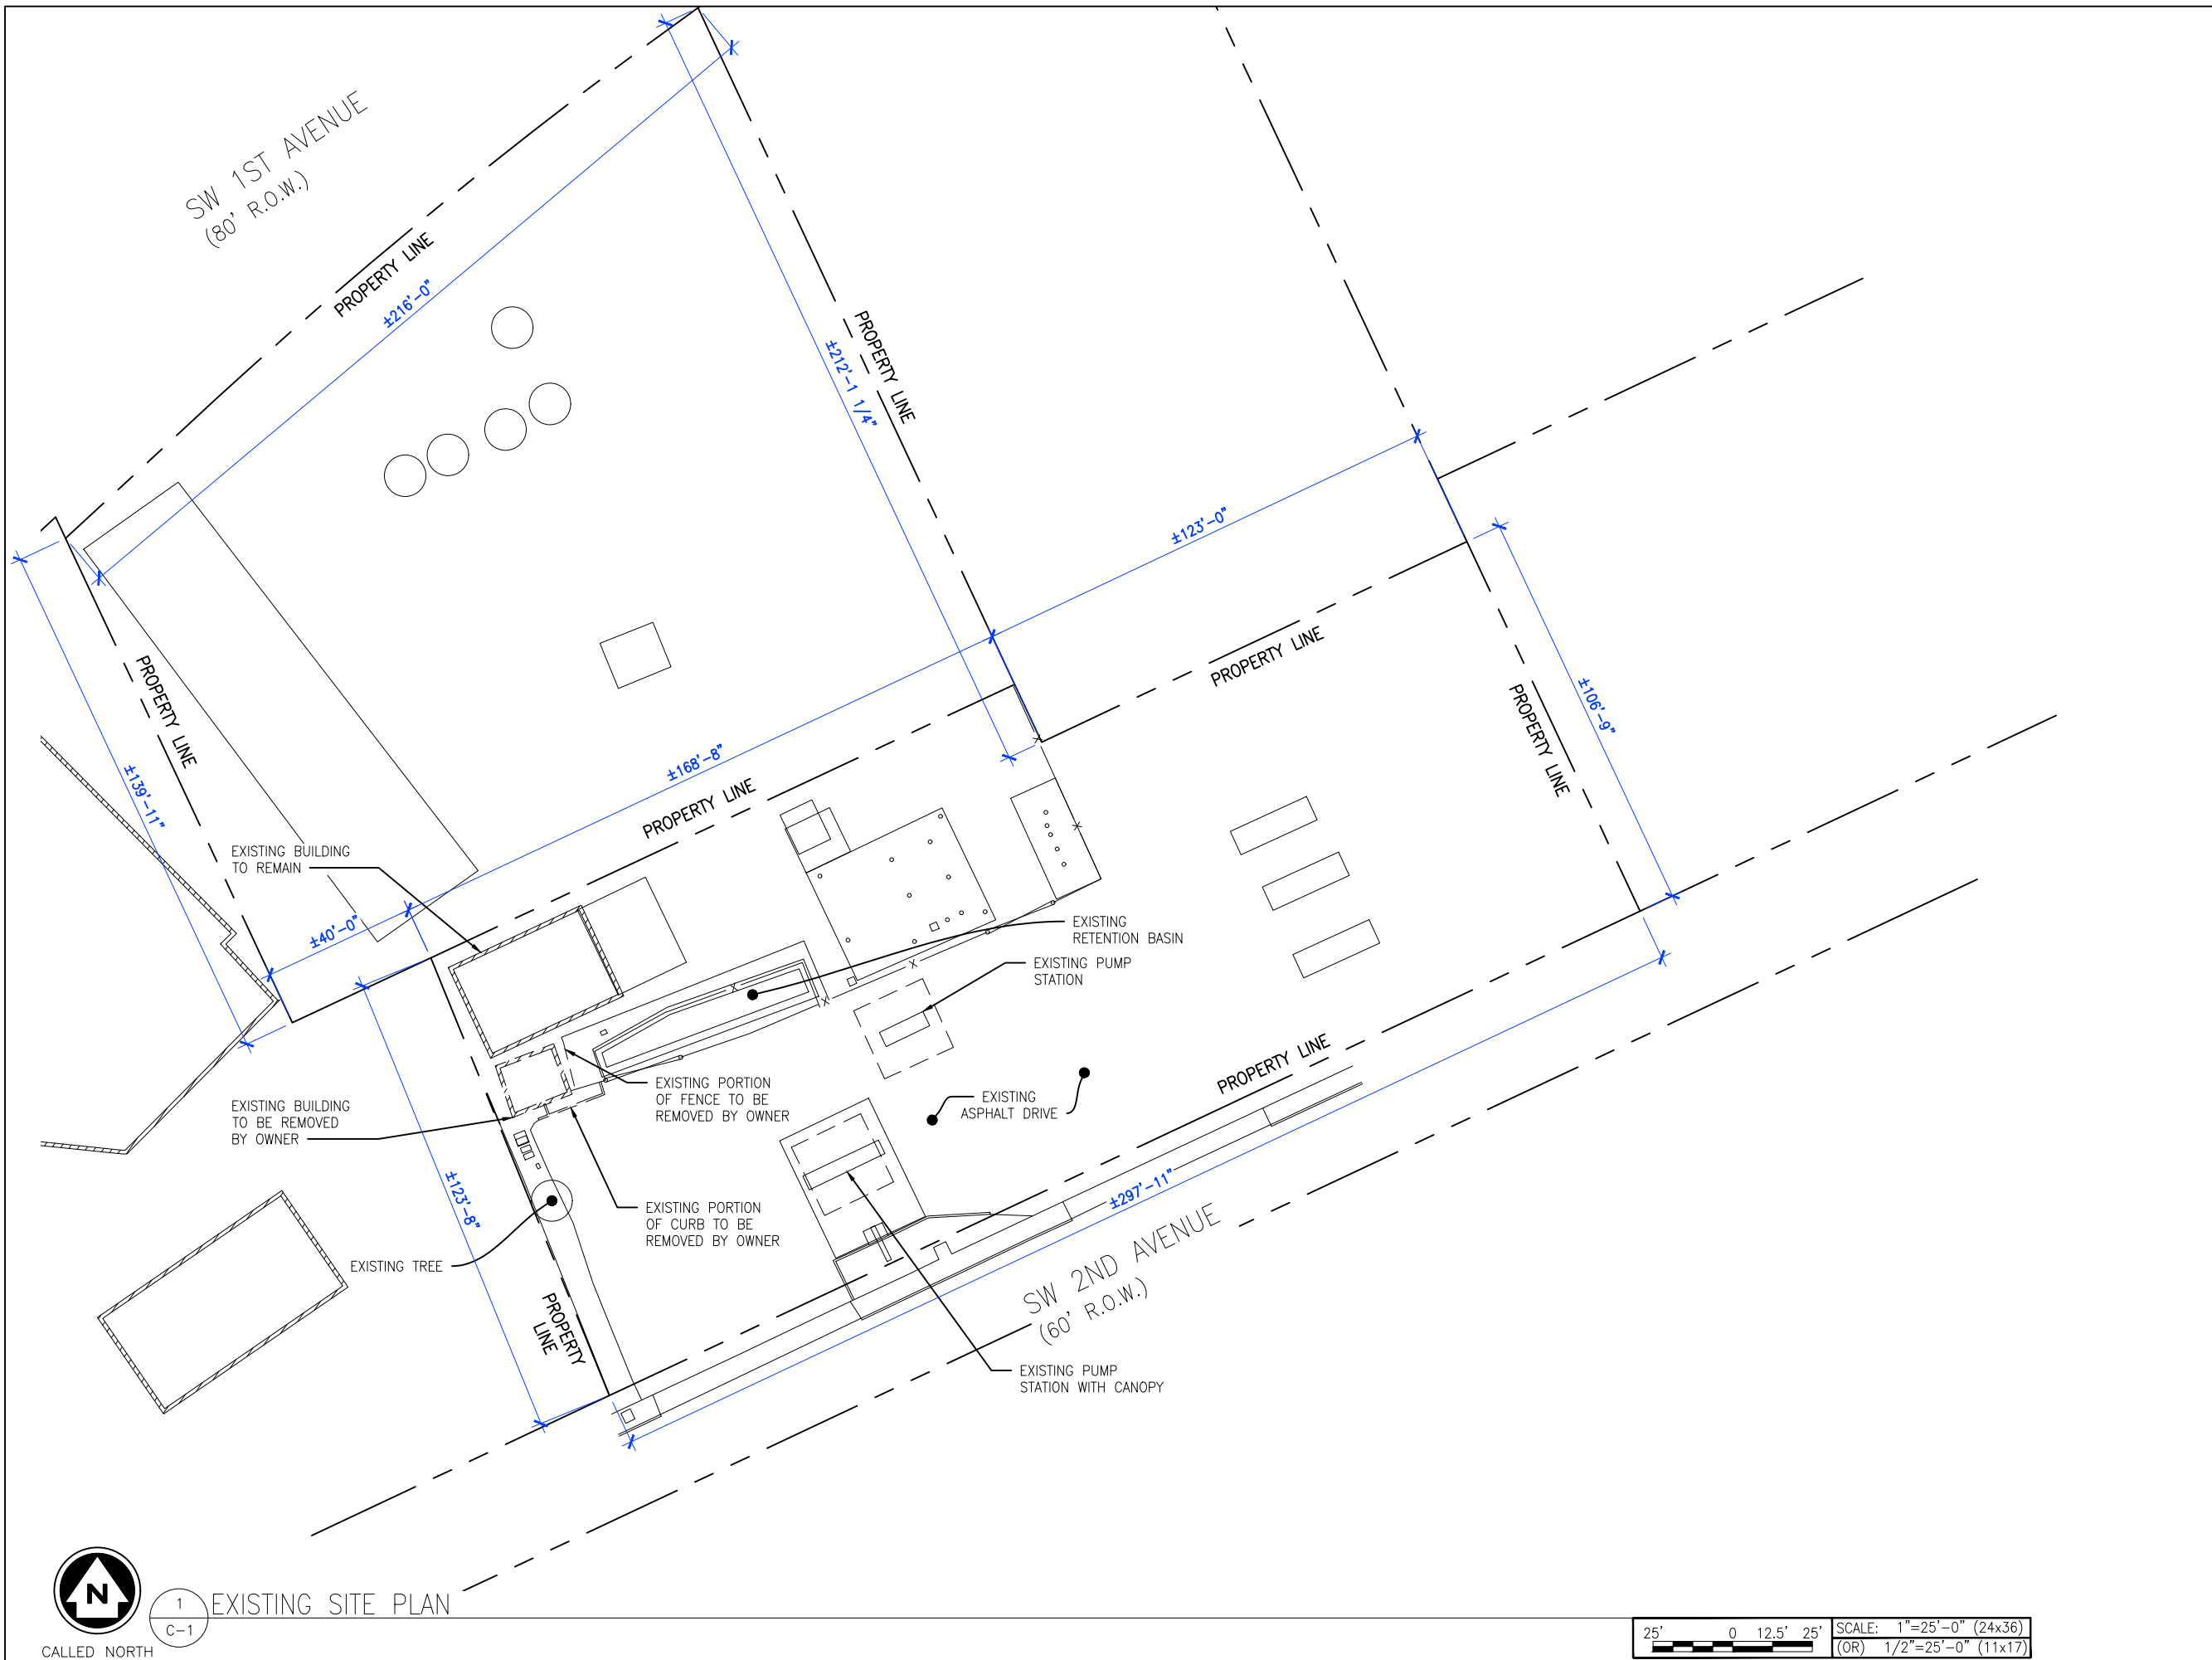 SW 1ST AVENUE
(80' R.O.W.)
PROPERTY LINE
±216'-0"
PROPERTY LINE
±212'-1 1/4"
±123'-0"
PROPERTY LINE
PROPERTY LINE
±106'-9"
PROPERTY LINE
±139'-11"
±168'-8"
PROPERTY LINE
EXISTING BUILDING
TO REMAIN
±40'-0"
EXISTING
RETENTION BASIN
EXISTING PUMP
STATION
EXISTING PORTION
OF FENCE TO BE
REMOVED BY OWNER
EXISTING
ASPHALT DRIVE
PROPERTY LINE
EXISTING BUILDING
TO BE REMOVED
BY OWNER
±123'-8"
EXISTING PORTION
OF CURB TO BE
REMOVED BY OWNER
±297'-11"
EXISTING TREE
SW 2ND AVENUE
(60' R.O.W.)
PROPERTY
LINE
EXISTING PUMP
STATION WITH CANOPY
N
CALLED NORTH
1
C-1
EXISTING SITE PLAN
25' 0 12.5' 25'
SCALE: 1"=25'-0" (24x36)
(OR) 1/2"=25'-0" (11x17)